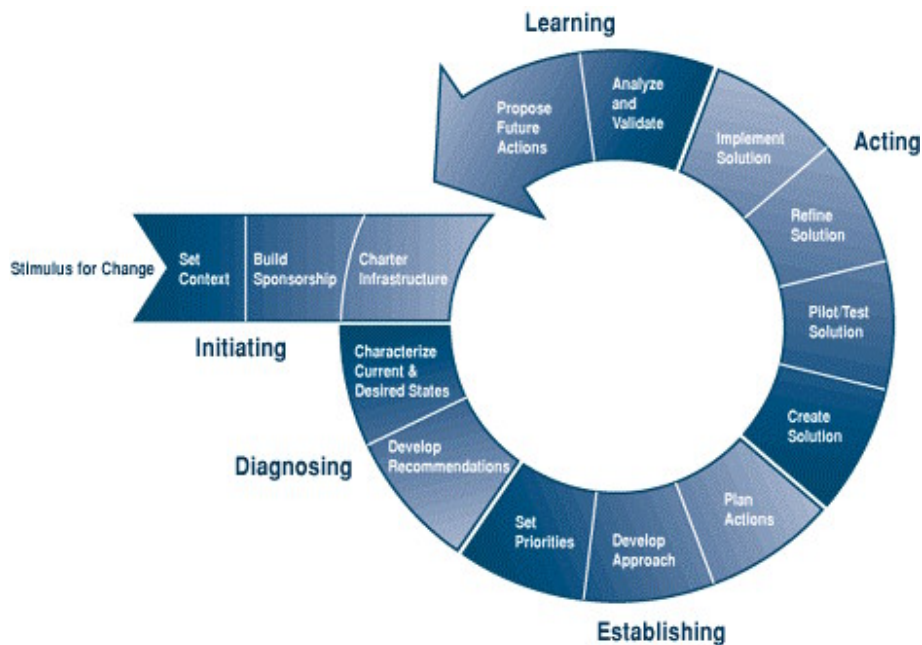 Learning
Propose
Future
Actions
Analyze
and
Validate
Implement
Solution
Acting
Refine
Solution
Pilot/Test
Solution
Create
Solution
Stimulus for Change
Set
Context
Build
Sponsorship
Charter
Infrastructure
Initiating
Characterize
Current &
Desired States
Diagnosing
Develop
Recommendations
Set
Priorities
Develop
Approach
Plan
Actions
Establishing